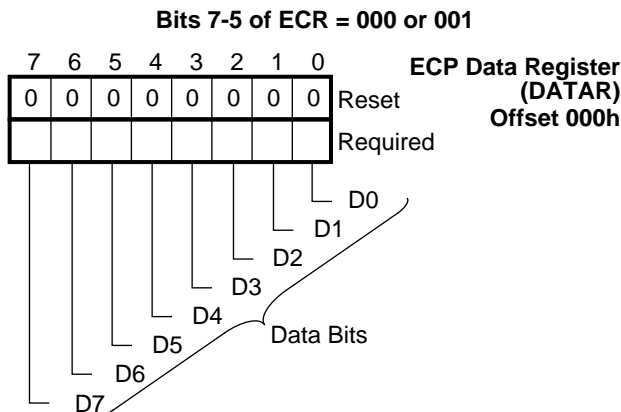 Bits 7-5 of ECR = 000 or 001
7 6 5 4 3 2 1 0
ECP Data Register
(DATAR)
Offset 000h
0 0 0 0 0 0 0 0 Reset
Required
D0
D1
D2
D3
D4
Data Bits
D5
D6
D7